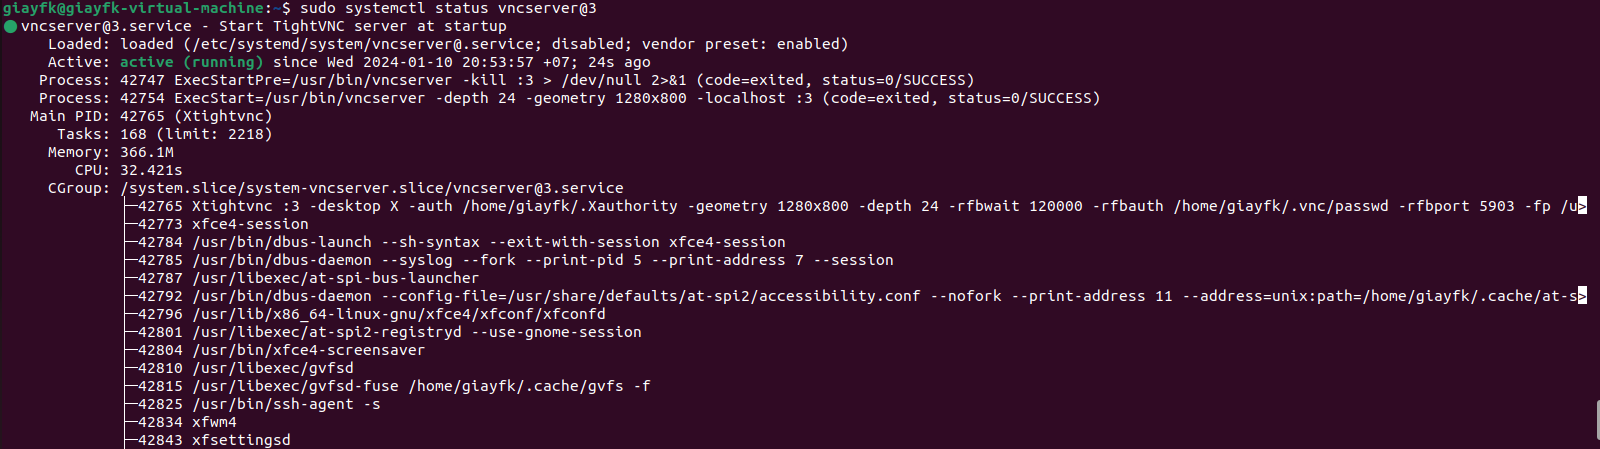 giayfk@giayfk-virtual-machine:~$ sudo systemctl status vncserver@3
● vncserver@3.service - Start TightVNC server at startup
     Loaded: loaded (/etc/systemd/system/vncserver@.service; disabled; vendor preset: enabled)
     Active: active (running) since Wed 2024-01-10 20:53:57 +07; 24s ago
    Process: 42747 ExecStartPre=/usr/bin/vncserver -kill :3 > /dev/null 2>&1 (code=exited, status=0/SUCCESS)
    Process: 42754 ExecStart=/usr/bin/vncserver -depth 24 -geometry 1280x800 -localhost :3 (code=exited, status=0/SUCCESS)
   Main PID: 42765 (Xtightvnc)
      Tasks: 168 (limit: 2218)
     Memory: 366.1M
        CPU: 32.421s
     CGroup: /system.slice/system-vncserver.slice/vncserver@3.service
             ├─42765 Xtightvnc :3 -desktop X -auth /home/giayfk/.Xauthority -geometry 1280x800 -depth 24 -rfbwait 120000 -rfbauth /home/giayfk/.vnc/passwd -rfbport 5903 -fp /u>
             ├─42773 xfce4-session
             ├─42784 /usr/bin/dbus-launch --sh-syntax --exit-with-session xfce4-session
             ├─42785 /usr/bin/dbus-daemon --syslog --fork --print-pid 5 --print-address 7 --session
             ├─42787 /usr/libexec/at-spi-bus-launcher
             ├─42792 /usr/bin/dbus-daemon --config-file=/usr/share/defaults/at-spi2/accessibility.conf --nofork --print-address 11 --address=unix:path=/home/giayfk/.cache/at-s>
             ├─42796 /usr/lib/x86_64-linux-gnu/xfce4/xfconf/xfconfd
             ├─42801 /usr/libexec/at-spi2-registryd --use-gnome-session
             ├─42804 /usr/bin/xfce4-screensaver
             ├─42810 /usr/libexec/gvfsd
             ├─42815 /usr/libexec/gvfsd-fuse /home/giayfk/.cache/gvfs -f
             ├─42825 /usr/bin/ssh-agent -s
             ├─42834 xfwm4
             ├─42843 xfsettingsd